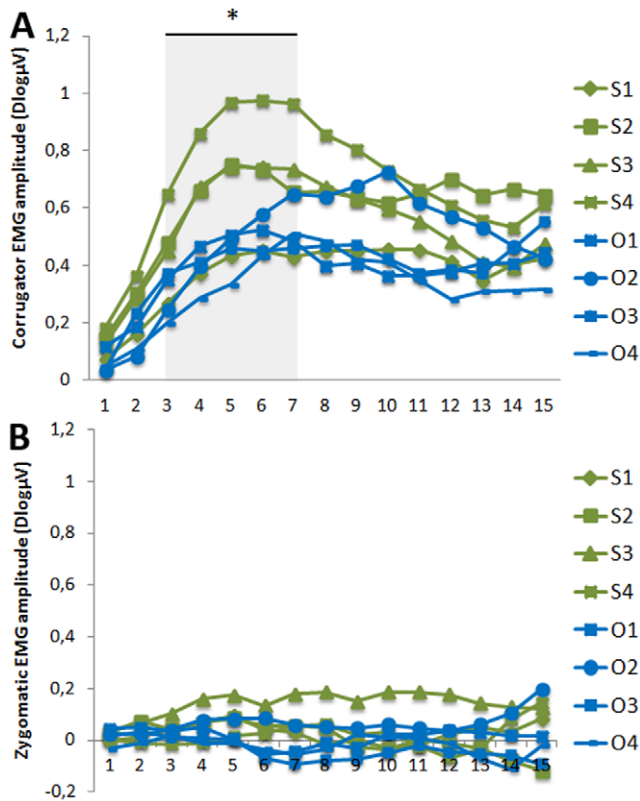 A
*
Corrugator EMG amplitude (DlogµV)
1,2
1
0,8
0,6
0,4
0,2
0
1 2 3 4 5 6 7 8 9 10 11 12 13 14 15
S1
S2
S3
S4
O1
O2
O3
O4
B
Zygomatic EMG amplitude (DlogµV)
1,2
1
0,8
0,6
0,4
0,2
0
-0,2
1 2 3 4 5 6 7 8 9 10 11 12 13 14 15
S1
S2
S3
S4
O1
O2
O3
O4